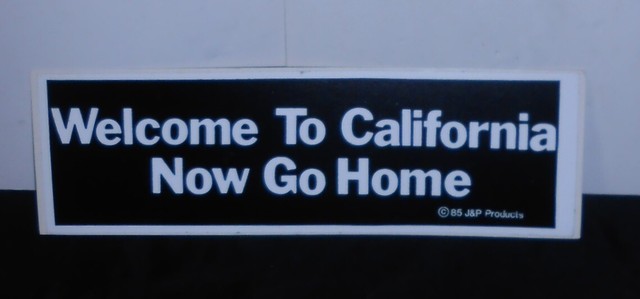 Welcome To California
Now Go Home
© 85 J&P Products